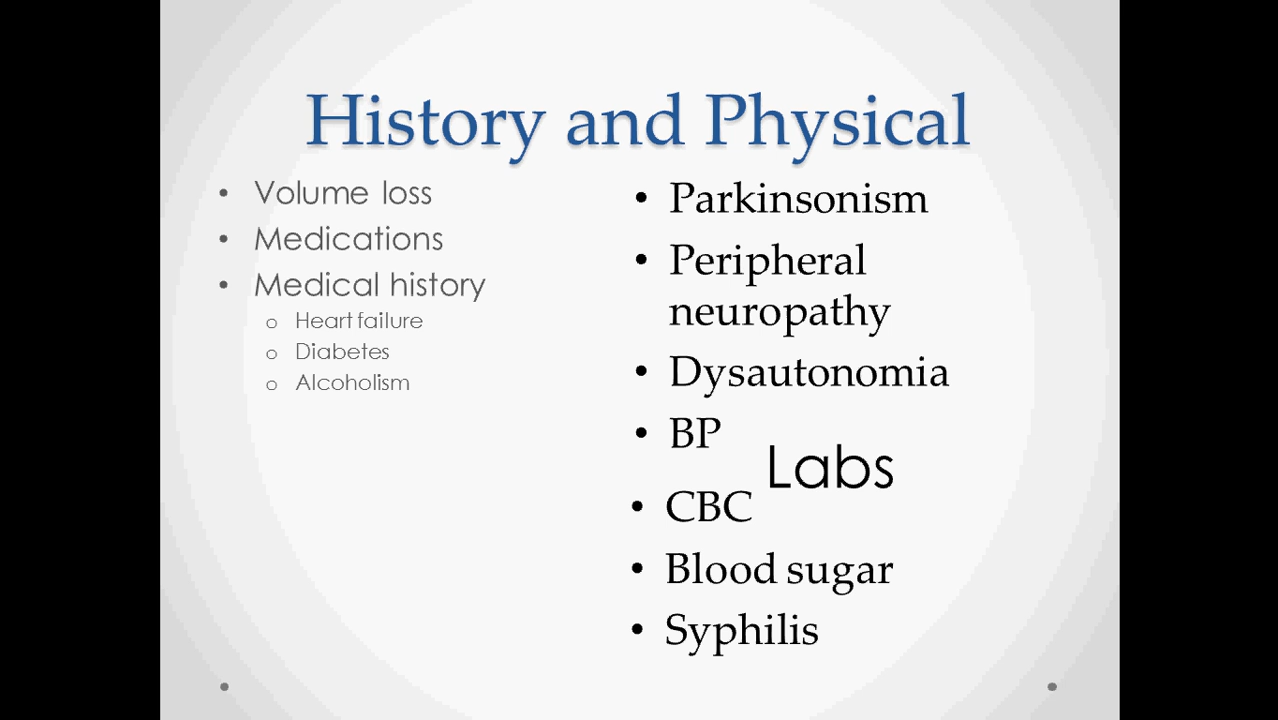 History and Physical
• Volume loss
• Medications
• Medical history
o Heart failure
o Diabetes
o Alcoholism
• Parkinsonism
• Peripheral
neuropathy
• Dysautonomia
• BP
Labs
• CBC
• Blood sugar
• Syphilis